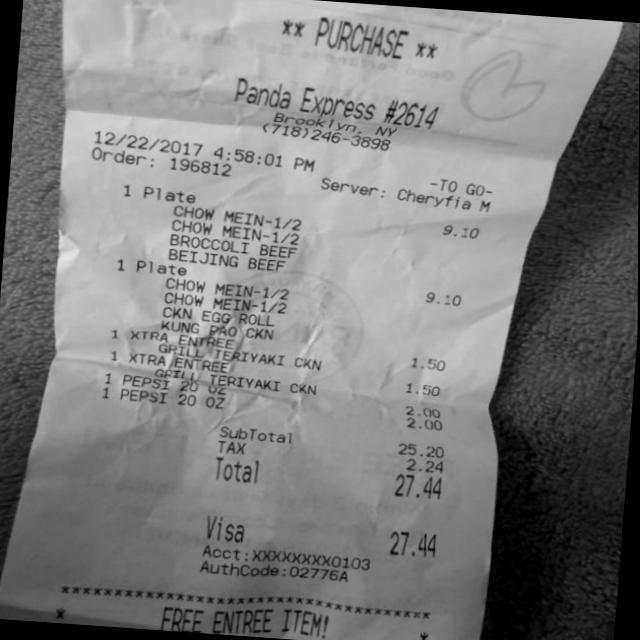 ** PURCHASE **
Panda Express #2614
Brooklyn, NY
(718)246-3698
12/22/2017 4:58:01 PM
Order: 196812 -TO GO-
Server: Cheryfia M
1 Plate 9.10
CHOW MEIN-1/2
CHOW MEIN-1/2
BROCCOLI BEEF
BEIJING BEEF
1 Plate 9.10
CHOW MEIN-1/2
CHOW MEIN-1/2
CKN EGG ROLL
KUNG PAO CKN
1 XTRA ENTREE 1.50
GRILL TERIYAKI CKN
1 XTRA ENTREE 1.50
GRILL TERIYAKI CKN
1 PEPSI 20 OZ 2.00
1 PEPSI 20 OZ 2.00
SubTotal 25.20
TAX 2.24
Total 27.44
Visa 27.44
Acct:XXXXXXXX0103
AuthCode:02776A
****************************************
* FREE ENTREE ITEM! *